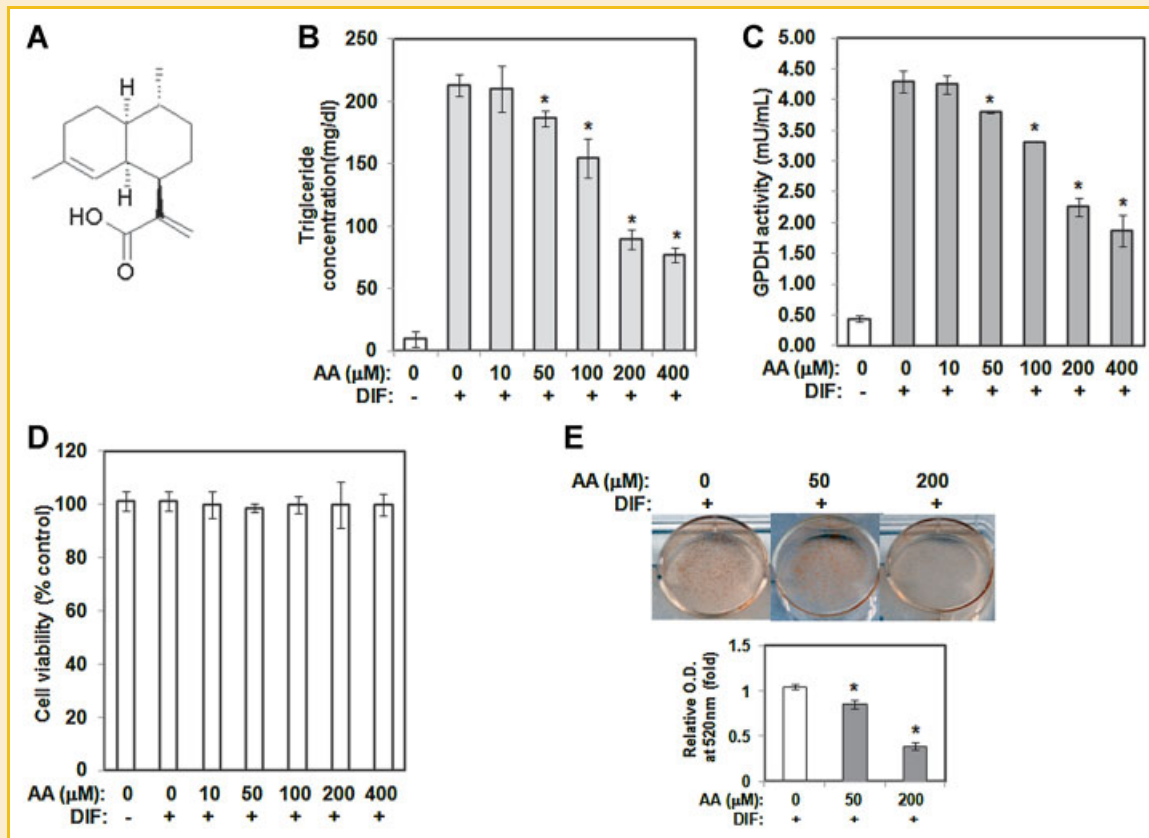 A
H
H
HO
O
B
Triglceride
concentration(mg/dl)
250
200
150
100
50
0
* * * *
AA (μM): 0 0 10 50 100 200 400
DIF: - + + + + + +
C
GPDH activity (mU/mL)
5.00
4.50
4.00
3.50
3.00
2.50
2.00
1.50
1.00
0.50
0.00
* * * *
AA (μM): 0 0 10 50 100 200 400
DIF: - + + + + + +
D
Cell viability (% control)
120
100
80
60
40
20
0
AA (μM): 0 0 10 50 100 200 400
DIF: - + + + + + +
E
AA (μM): 0 50 200
DIF: + + +
Relative O.D.
at 520nm (fold)
1.5
1
0.5
0
* *
AA (μM): 0 50 200
DIF: + + +